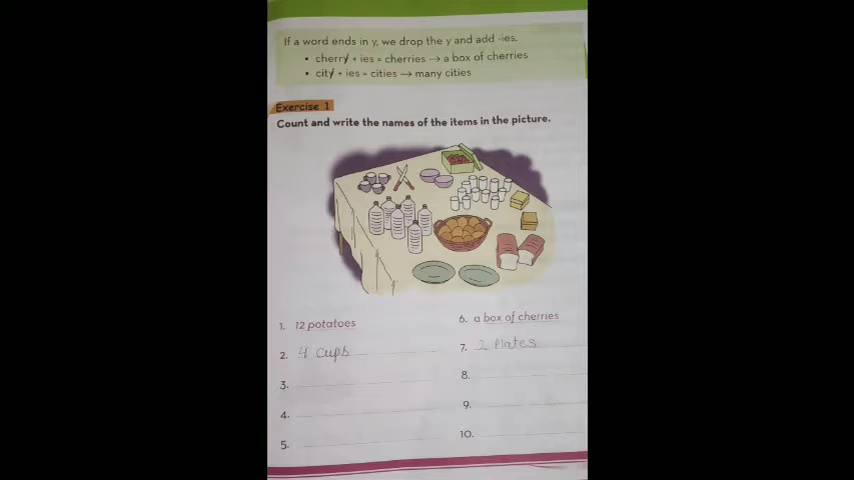 If a word ends in y, we drop the y and add -ies.
• cherry + ies = cherries → a box of cherries
• city + ies = cities → many cities
Exercise 1
Count and write the names of the items in the picture.
1. 12 potatoes
2. 4 cups
3.
4.
5.
6. a box of cherries
7. 2 Plates
8.
9.
10.